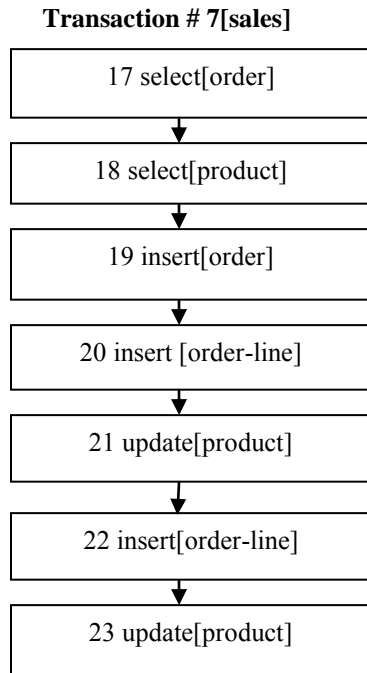 Transaction # 7[sales]
17 select[order]
18 select[product]
19 insert[order]
20 insert [order-line]
21 update[product]
22 insert[order-line]
23 update[product]